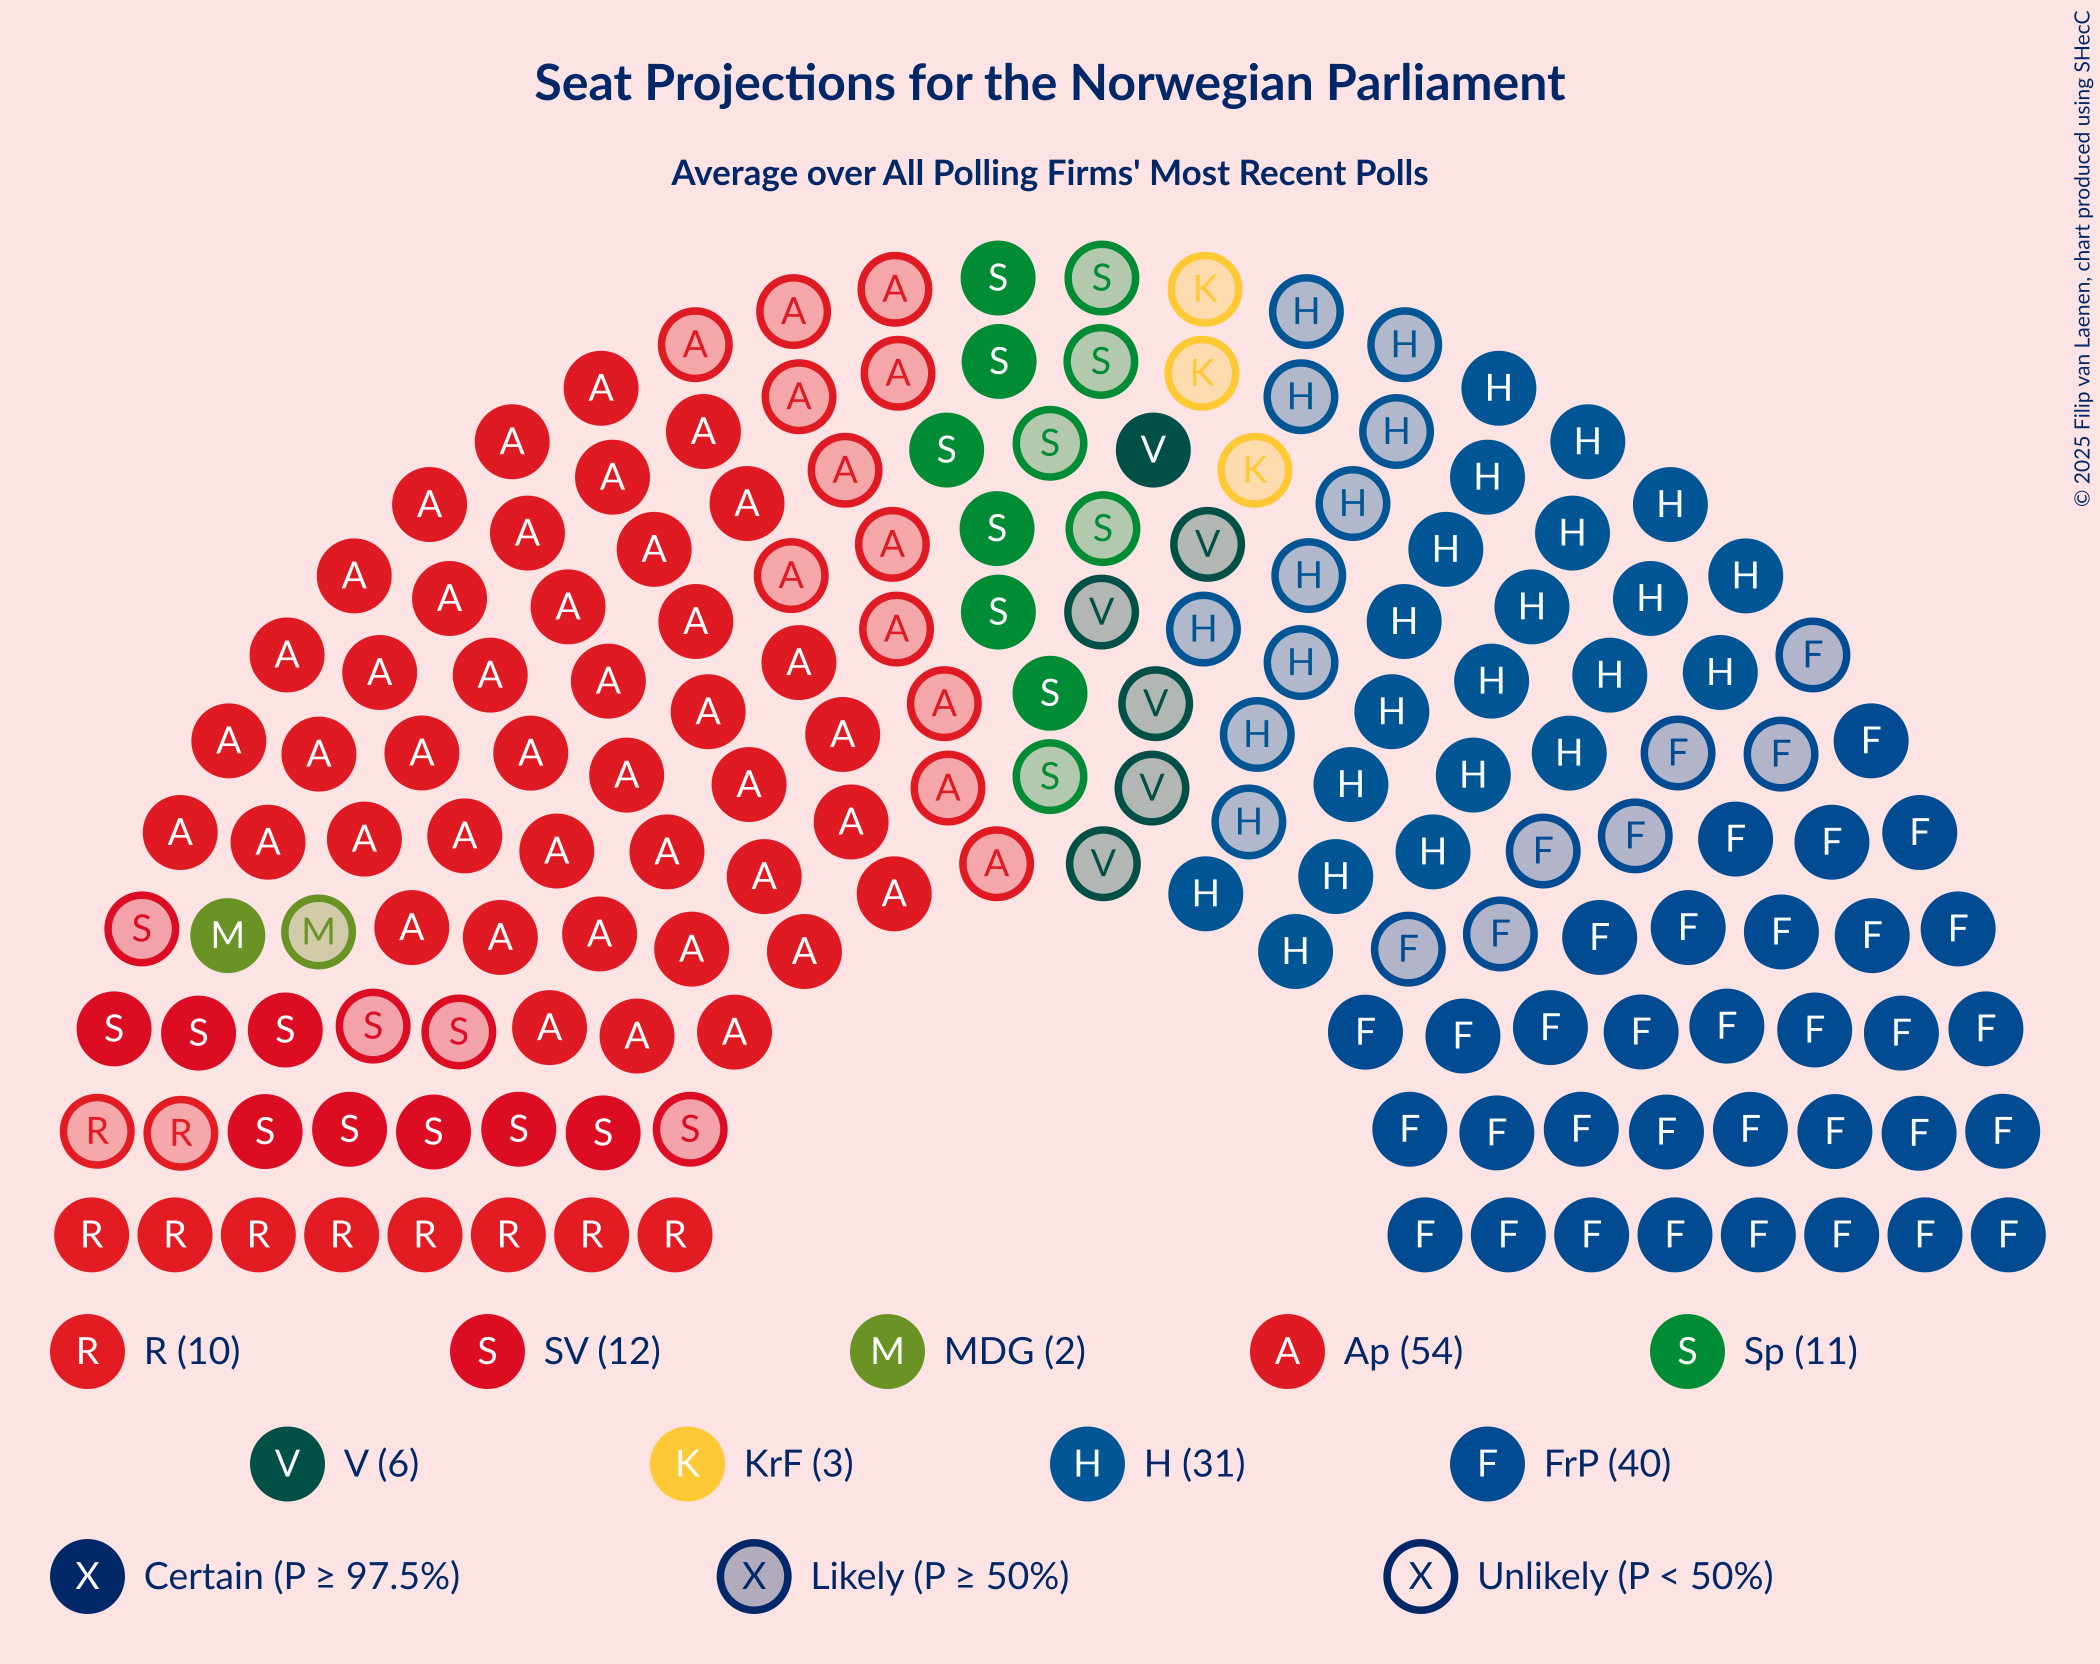 Seat Projections for the Norwegian Parliament
Average over All Polling Firms' Most Recent Polls
© 2025 Filip van Laenen, chart produced using SHecC
A A S S K H
A A A A S S K H H H
A A A A S S V K H H H
A A A A A S S V H H H H
A A A A A A S V H H H H H H
A A A A A A A S V H H H H H F
A A A A A A A A S V H H H H F F F
A A A A A A A A A A V H H H H F F F F F
S M M A A A A A H F F F F F F F
S S S S S A A A F F F F F F F F
R R S S S S S S F F F F F F F F
R R R R R R R R F F F F F F F F
R R (10) S SV (12) M MDG (2) A Ap (54) S Sp (11)
V V (6) K KrF (3) H H (31) F FrP (40)
X Certain (P ≥ 97.5%) X Likely (P ≥ 50%) X Unlikely (P < 50%)